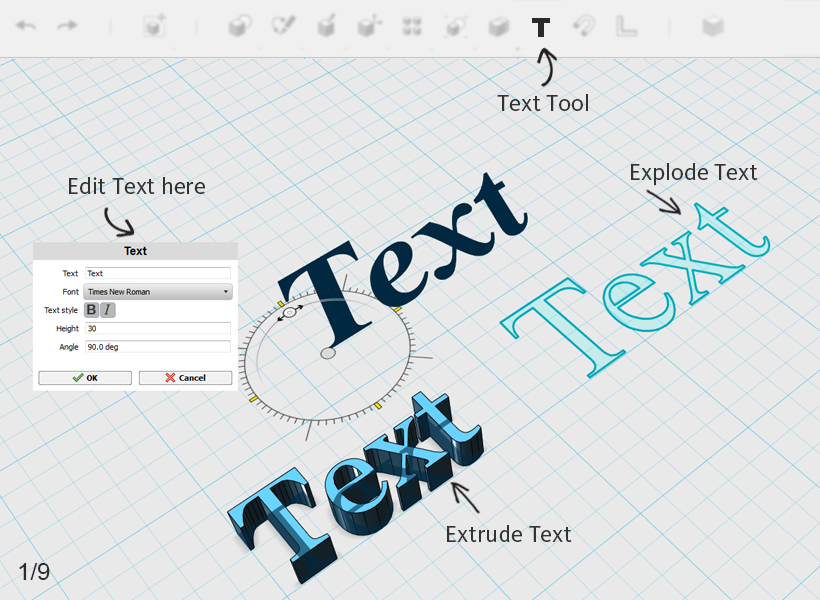 T
Text Tool
Edit Text here
Explode Text
Text
Text
Text Text
Font Times New Roman
Text style B I
Height 30
Angle 90.0 deg
OK Cancel
Text
Text
Extrude Text
1/9